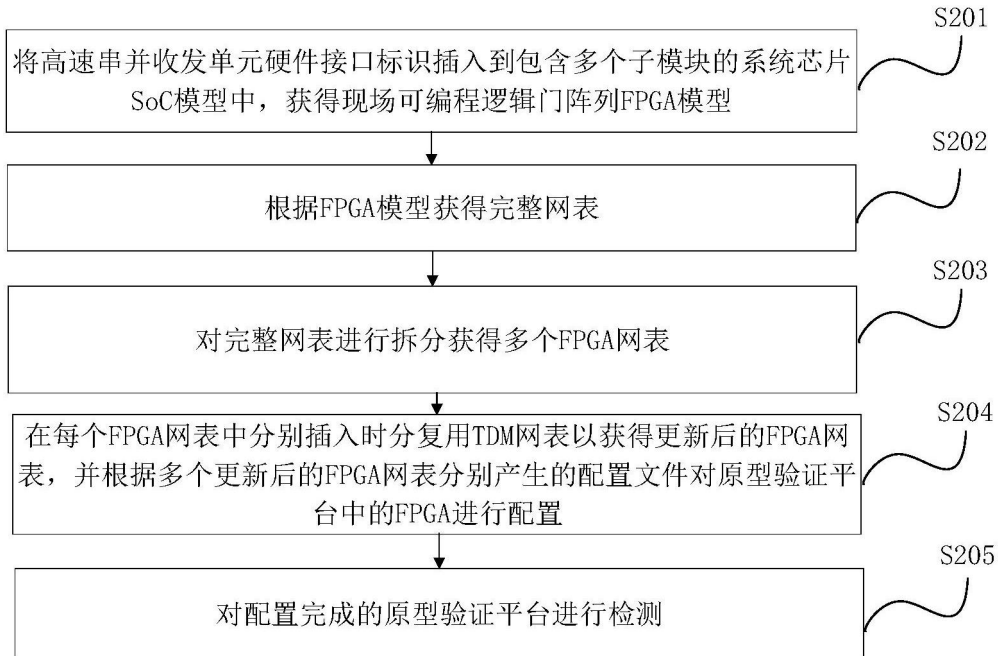 S201
将高速串并收发单元硬件接口标识插入到包含多个子模块的系统芯片
SoC模型中，获得现场可编程逻辑门阵列FPGA模型
S202
根据FPGA模型获得完整网表
S203
对完整网表进行拆分获得多个FPGA网表
S204
在每个FPGA网表中分别插入时分复用TDM网表以获得更新后的FPGA网
表，并根据多个更新后的FPGA网表分别产生的配置文件对原型验证平
台中的FPGA进行配置
S205
对配置完成的原型验证平台进行检测